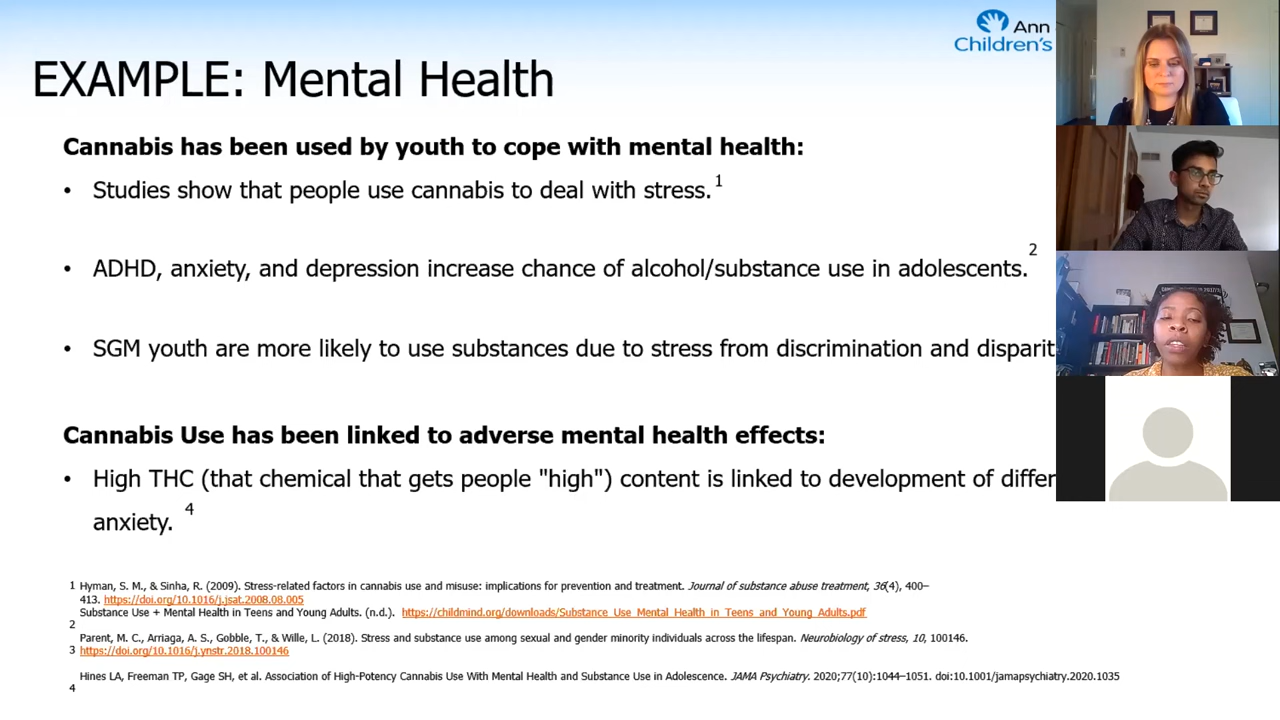 Ann
Children's
EXAMPLE: Mental Health
Cannabis has been used by youth to cope with mental health:
• Studies show that people use cannabis to deal with stress. 1
2
• ADHD, anxiety, and depression increase chance of alcohol/substance use in adolescents.
• SGM youth are more likely to use substances due to stress from discrimination and disparit
Cannabis Use has been linked to adverse mental health effects:
• High THC (that chemical that gets people "high") content is linked to development of differ
anxiety. 4
1 Hyman, S. M., & Sinha, R. (2009). Stress-related factors in cannabis use and misuse: implications for prevention and treatment. Journal of substance abuse treatment, 36(4), 400–
413. https://doi.org/10.1016/j.jsat.2008.08.005
Substance Use + Mental Health in Teens and Young Adults. (n.d.). https://childmind.org/downloads/Substance_Use_Mental_Health_in_Teens_and_Young_Adults.pdf
2
Parent, M. C., Arriaga, A. S., Gobble, T., & Wille, L. (2018). Stress and substance use among sexual and gender minority individuals across the lifespan. Neurobiology of stress, 10, 100146.
3 https://doi.org/10.1016/j.ynstr.2018.100146
Hines LA, Freeman TP, Gage SH, et al. Association of High-Potency Cannabis Use With Mental Health and Substance Use in Adolescence. JAMA Psychiatry. 2020;77(10):1044–1051. doi:10.1001/jamapsychiatry.2020.1035
4